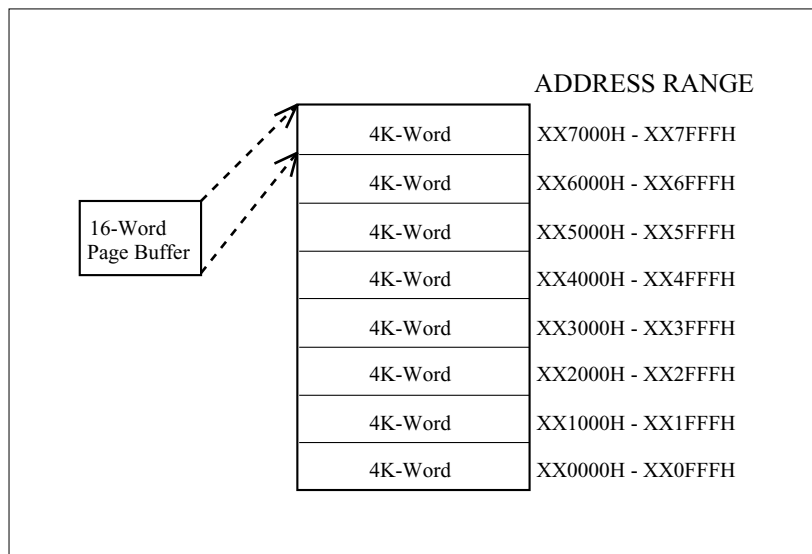 ADDRESS RANGE
4K-Word XX7000H - XX7FFFH
4K-Word XX6000H - XX6FFFH
16-Word
Page Buffer
4K-Word XX5000H - XX5FFFH
4K-Word XX4000H - XX4FFFH
4K-Word XX3000H - XX3FFFH
4K-Word XX2000H - XX2FFFH
4K-Word XX1000H - XX1FFFH
4K-Word XX0000H - XX0FFFH